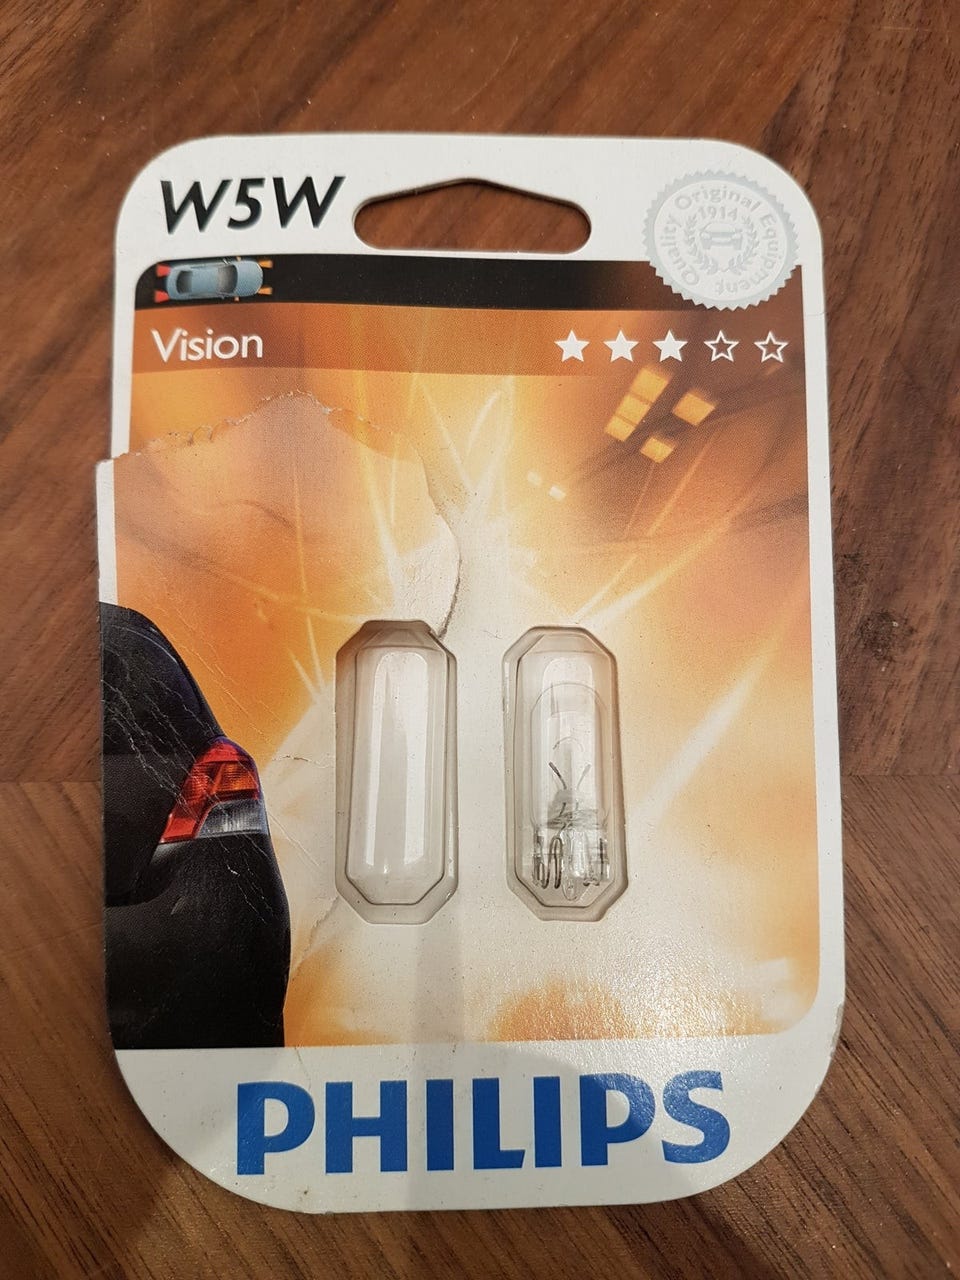 W5W
Quality Original Equipment
1914
Vision
PHILIPS